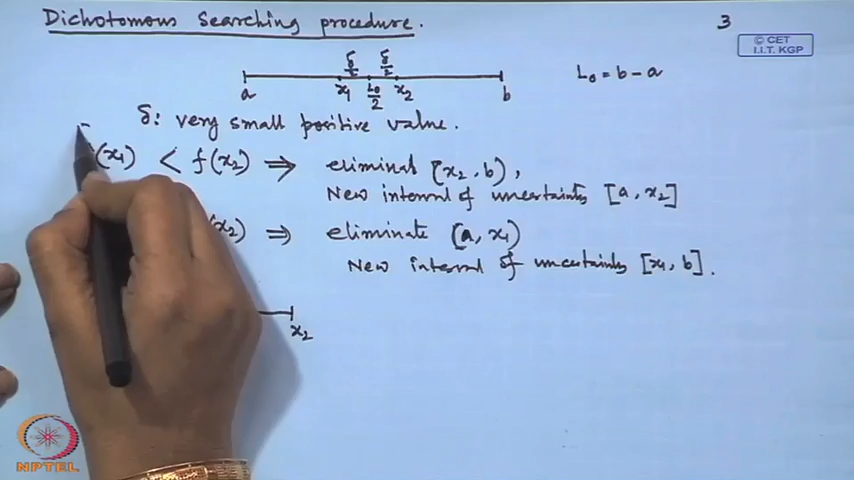 Dichotomous Searching procedure. 3
© CET
I.I.T. KGP
δ/2 δ/2
a x1 L0/2 x2 b
L0 = b - a
δ: very small positive value.
(x1) < f(x2) ⇒ eliminat (x2, b),
New interval of uncertainty [a, x2]
(x2) ⇒ eliminate (a, x1)
New interval of uncertainty [x1, b].
x2
NPTEL